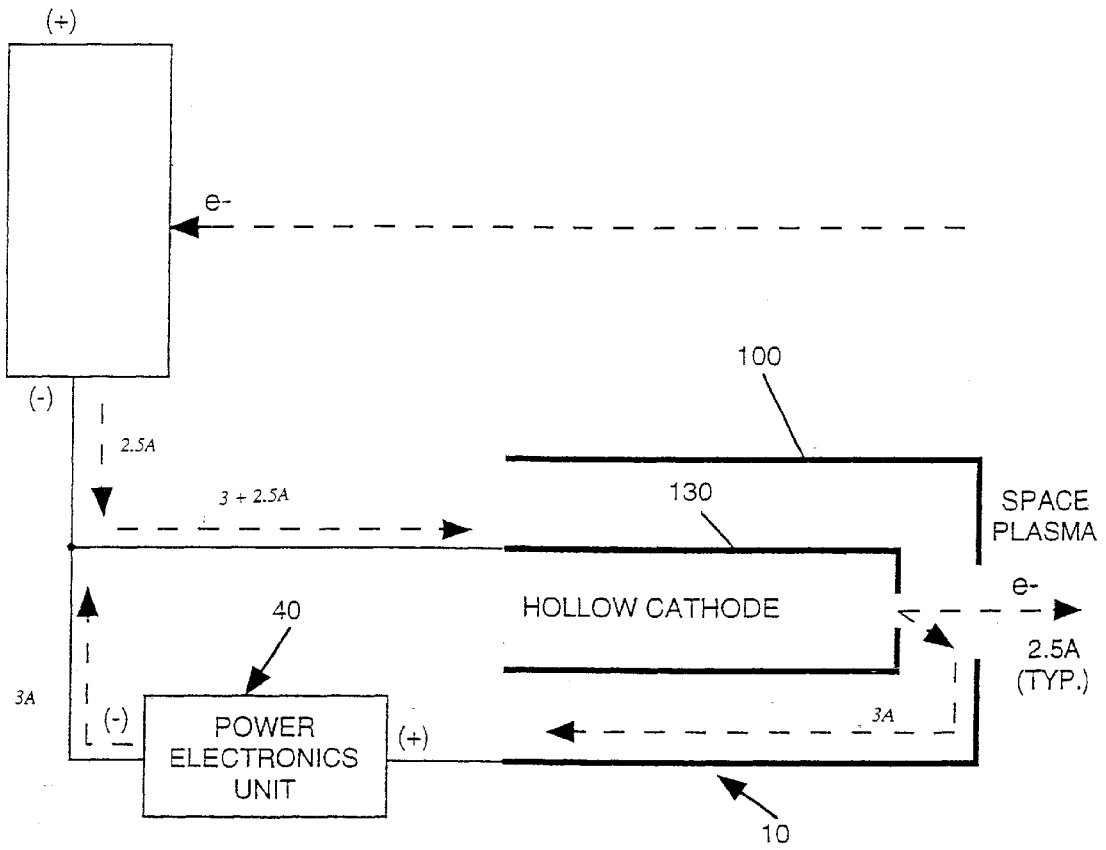 (+)
e-
100
(-)
2.5A
3 + 2.5A
130
SPACE
PLASMA
HOLLOW CATHODE
e-
40
2.5A
(TYP.)
3A
(-)
POWER
ELECTRONICS
UNIT
(+)
3A
10